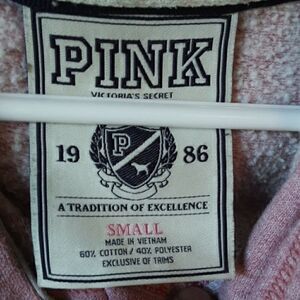 PINK
VICTORIA'S SECRET
19 P 86
A TRADITION OF EXCELLENCE
SMALL
MADE IN VIETNAM
60% COTTON / 40% POLYESTER
EXCLUSIVE OF TRIMS